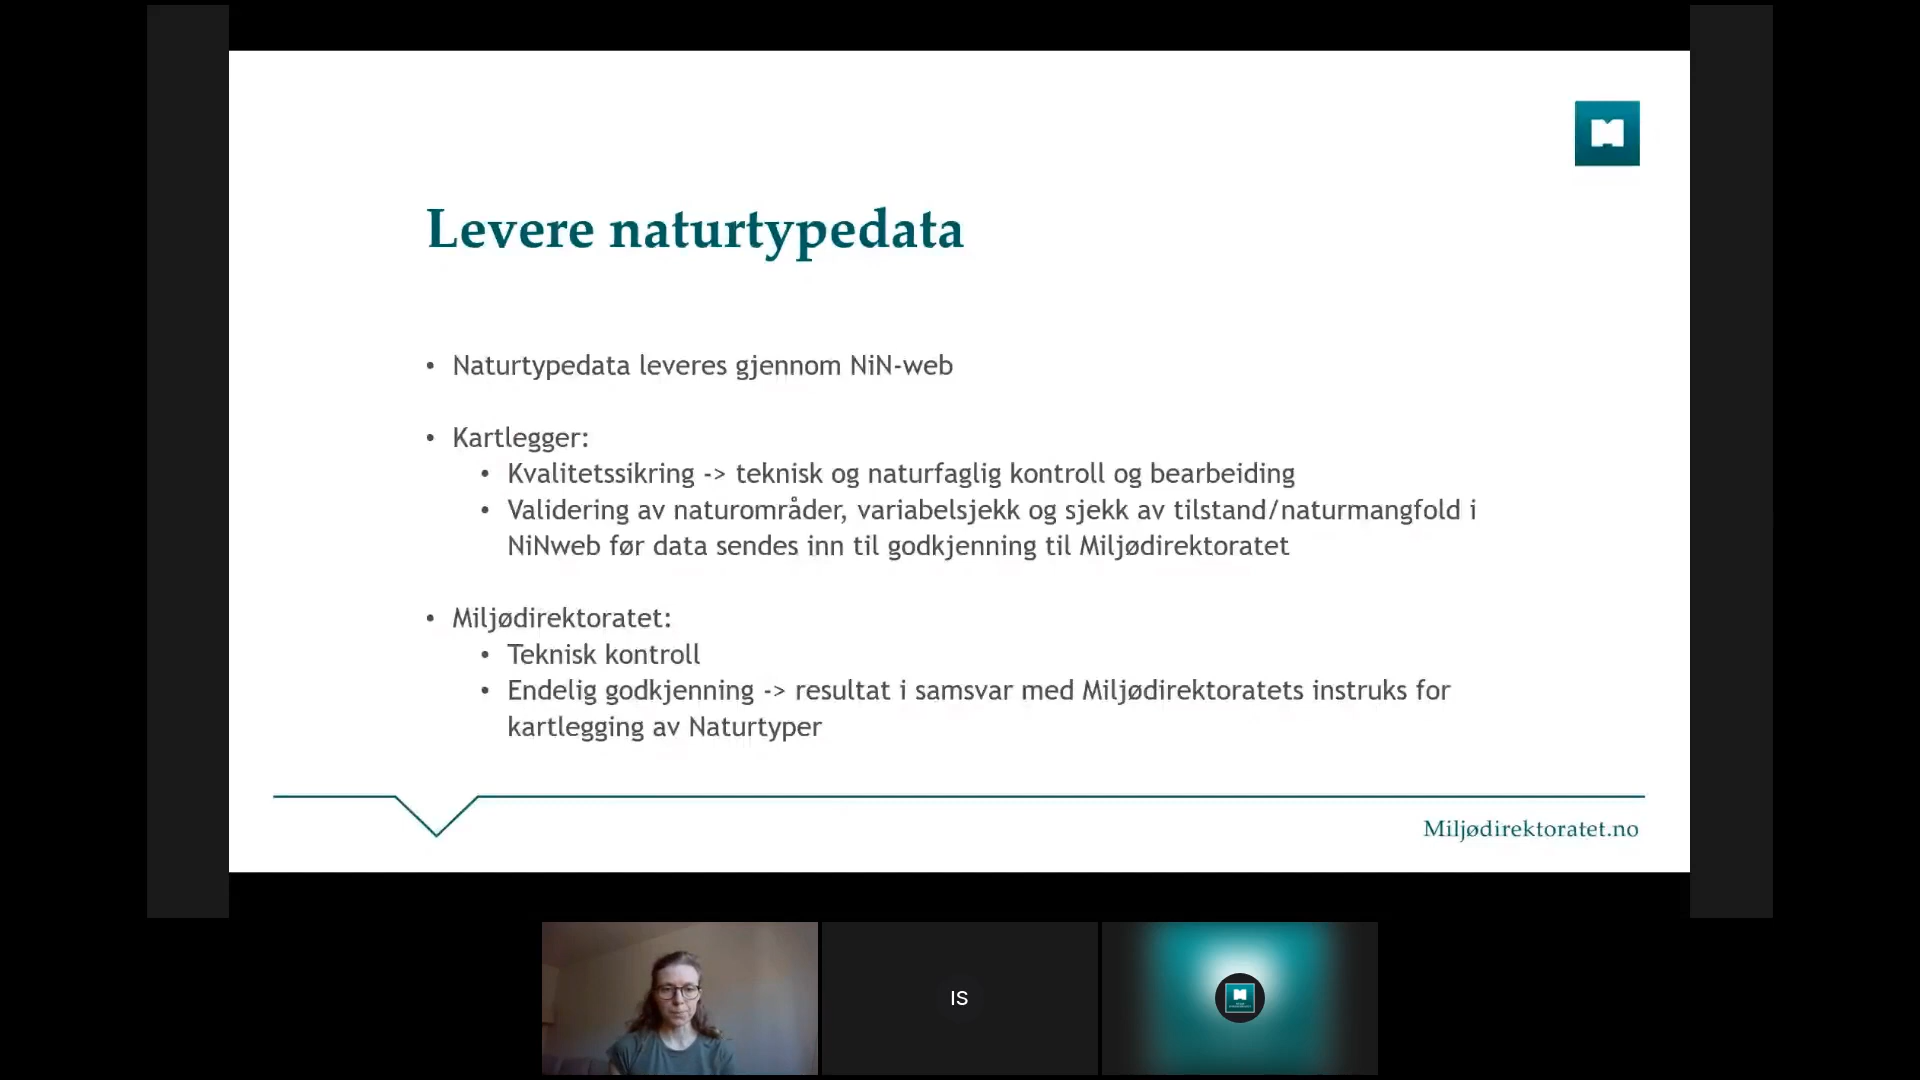 Levere naturtypedata
• Naturtypedata leveres gjennom NiN-web
• Kartlegger:
• Kvalitetssikring -> teknisk og naturfaglig kontroll og bearbeiding
• Validering av naturområder, variabelsjekk og sjekk av tilstand/naturmangfold i
NiNweb før data sendes inn til godkjenning til Miljødirektoratet
• Miljødirektoratet:
• Teknisk kontroll
• Endelig godkjenning -> resultat i samsvar med Miljødirektoratets instruks for
kartlegging av Naturtyper
Miljødirektoratet.no
IS